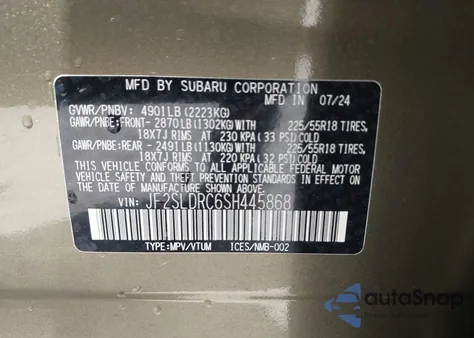 MFD BY SUBARU CORPORATION
MFD IN 07/24
GVWR/PNBV: 4901LB(2223KG)
GAWR/PNBE:FRONT- 2870LB(1302KG)WITH 225/55R18 TIRES,
18X7J RIMS AT 230 KPA (33 PSI)COLD
GAWR/PNBE:REAR - 2491LB(1130KG)WITH 225/55R18 TIRES,
18X7J RIMS AT 220 KPA (32 PSI)COLD
THIS VEHICLE CONFORMS TO ALL APPLICABLE FEDERAL MOTOR
VEHICLE SAFETY, BUMPER, AND THEFT PREVENTION STANDARDS
IN EFFECT ON THE DATE OF MANUFACTURE SHOWN ABOVE.
VIN: JF2SLDRC6SH445868
TYPE:MPV/VTUM ICES/NMB-002
autoSnap
POWERED BY AUTOBIDMASTER